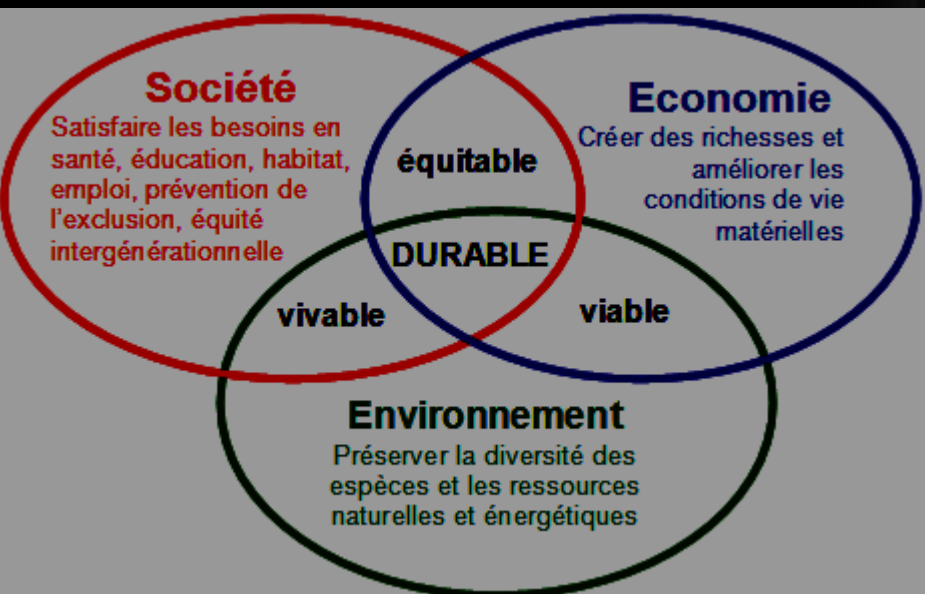 Société
Satisfaire les besoins en
santé, éducation, habitat,
emploi, prévention de
l'exclusion, équité
intergénérationnelle
Economie
Créer des richesses et
améliorer les
conditions de vie
matérielles
équitable
DURABLE
vivable
viable
Environnement
Préserver la diversité des
espèces et les ressources
naturelles et énergétiques